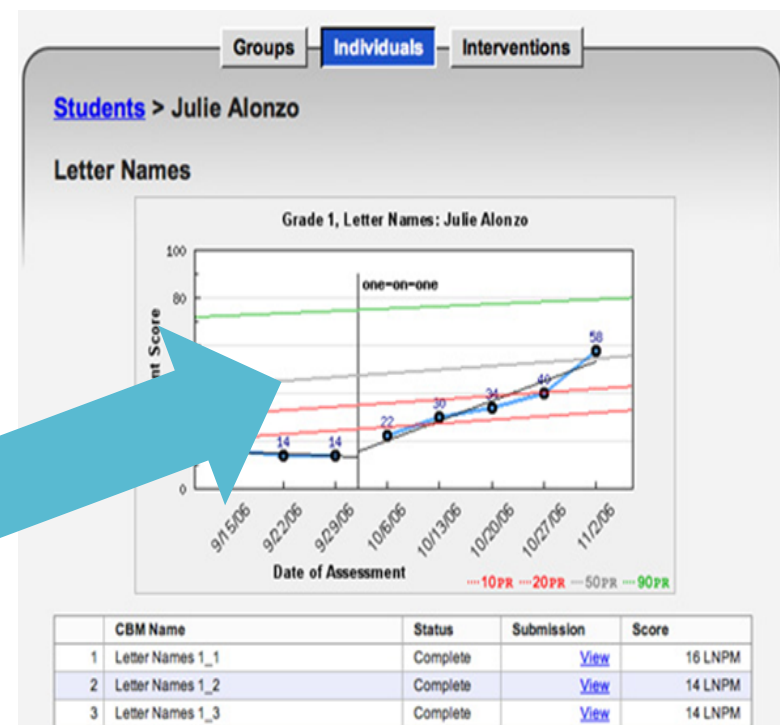 Groups Individuals Interventions
Students > Julie Alonzo
Letter Names
Grade 1, Letter Names: Julie Alonzo
100
80
0
one-on-one
14 14 22 30 34 40 58
Score
9/15/06 9/22/06 9/29/06 10/6/06 10/13/06 10/20/06 10/27/06 11/2/06
Date of Assessment
10PR 20PR 50PR 90PR
CBM Name Status Submission Score
1 Letter Names 1_1 Complete View 16 LNPM
2 Letter Names 1_2 Complete View 14 LNPM
3 Letter Names 1_3 Complete View 14 LNPM